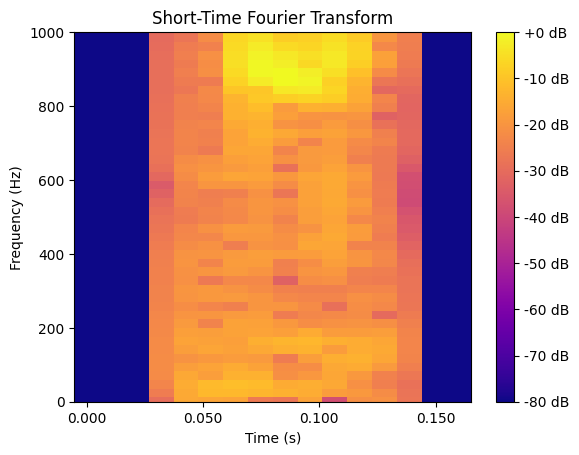 Short-Time Fourier Transform
1000
800
600
400
200
0
Frequency (Hz)
0.000
0.050
0.100
0.150
Time (s)
+0 dB
-10 dB
-20 dB
-30 dB
-40 dB
-50 dB
-60 dB
-70 dB
-80 dB